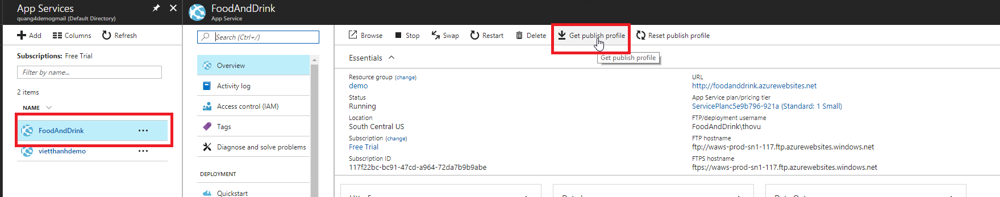 App Services
quang4demogmail (Default Directory)
Add Columns Refresh
Subscriptions: Free Trial
Filter by name...
2 items
NAME
FoodAndDrink ...
vietthanhdemo ...
FoodAndDrink
App Service
Search (Ctrl+/)
Overview
Activity log
Access control (IAM)
Tags
Diagnose and solve problems
DEPLOYMENT
Quickstart
Browse Stop Swap Restart Delete Get publish profile Reset publish profile
Get publish profile
Essentials
Resource group (change)
demo
Status
Running
Location
South Central US
Subscription (change)
Free Trial
Subscription ID
117f22bc-bc91-47cd-a964-72da7b9b9abe
URL
http://foodanddrink.azurewebsites.net
App Service plan/pricing tier
ServicePlanc5e9b796-921a (Standard: 1 Small)
FTP/deployment username
FoodAndDrink\thovu
FTP hostname
ftp://waws-prod-sn1-117.ftp.azurewebsites.windows.net
FTPS hostname
ftps://waws-prod-sn1-117.ftp.azurewebsites.windows.net